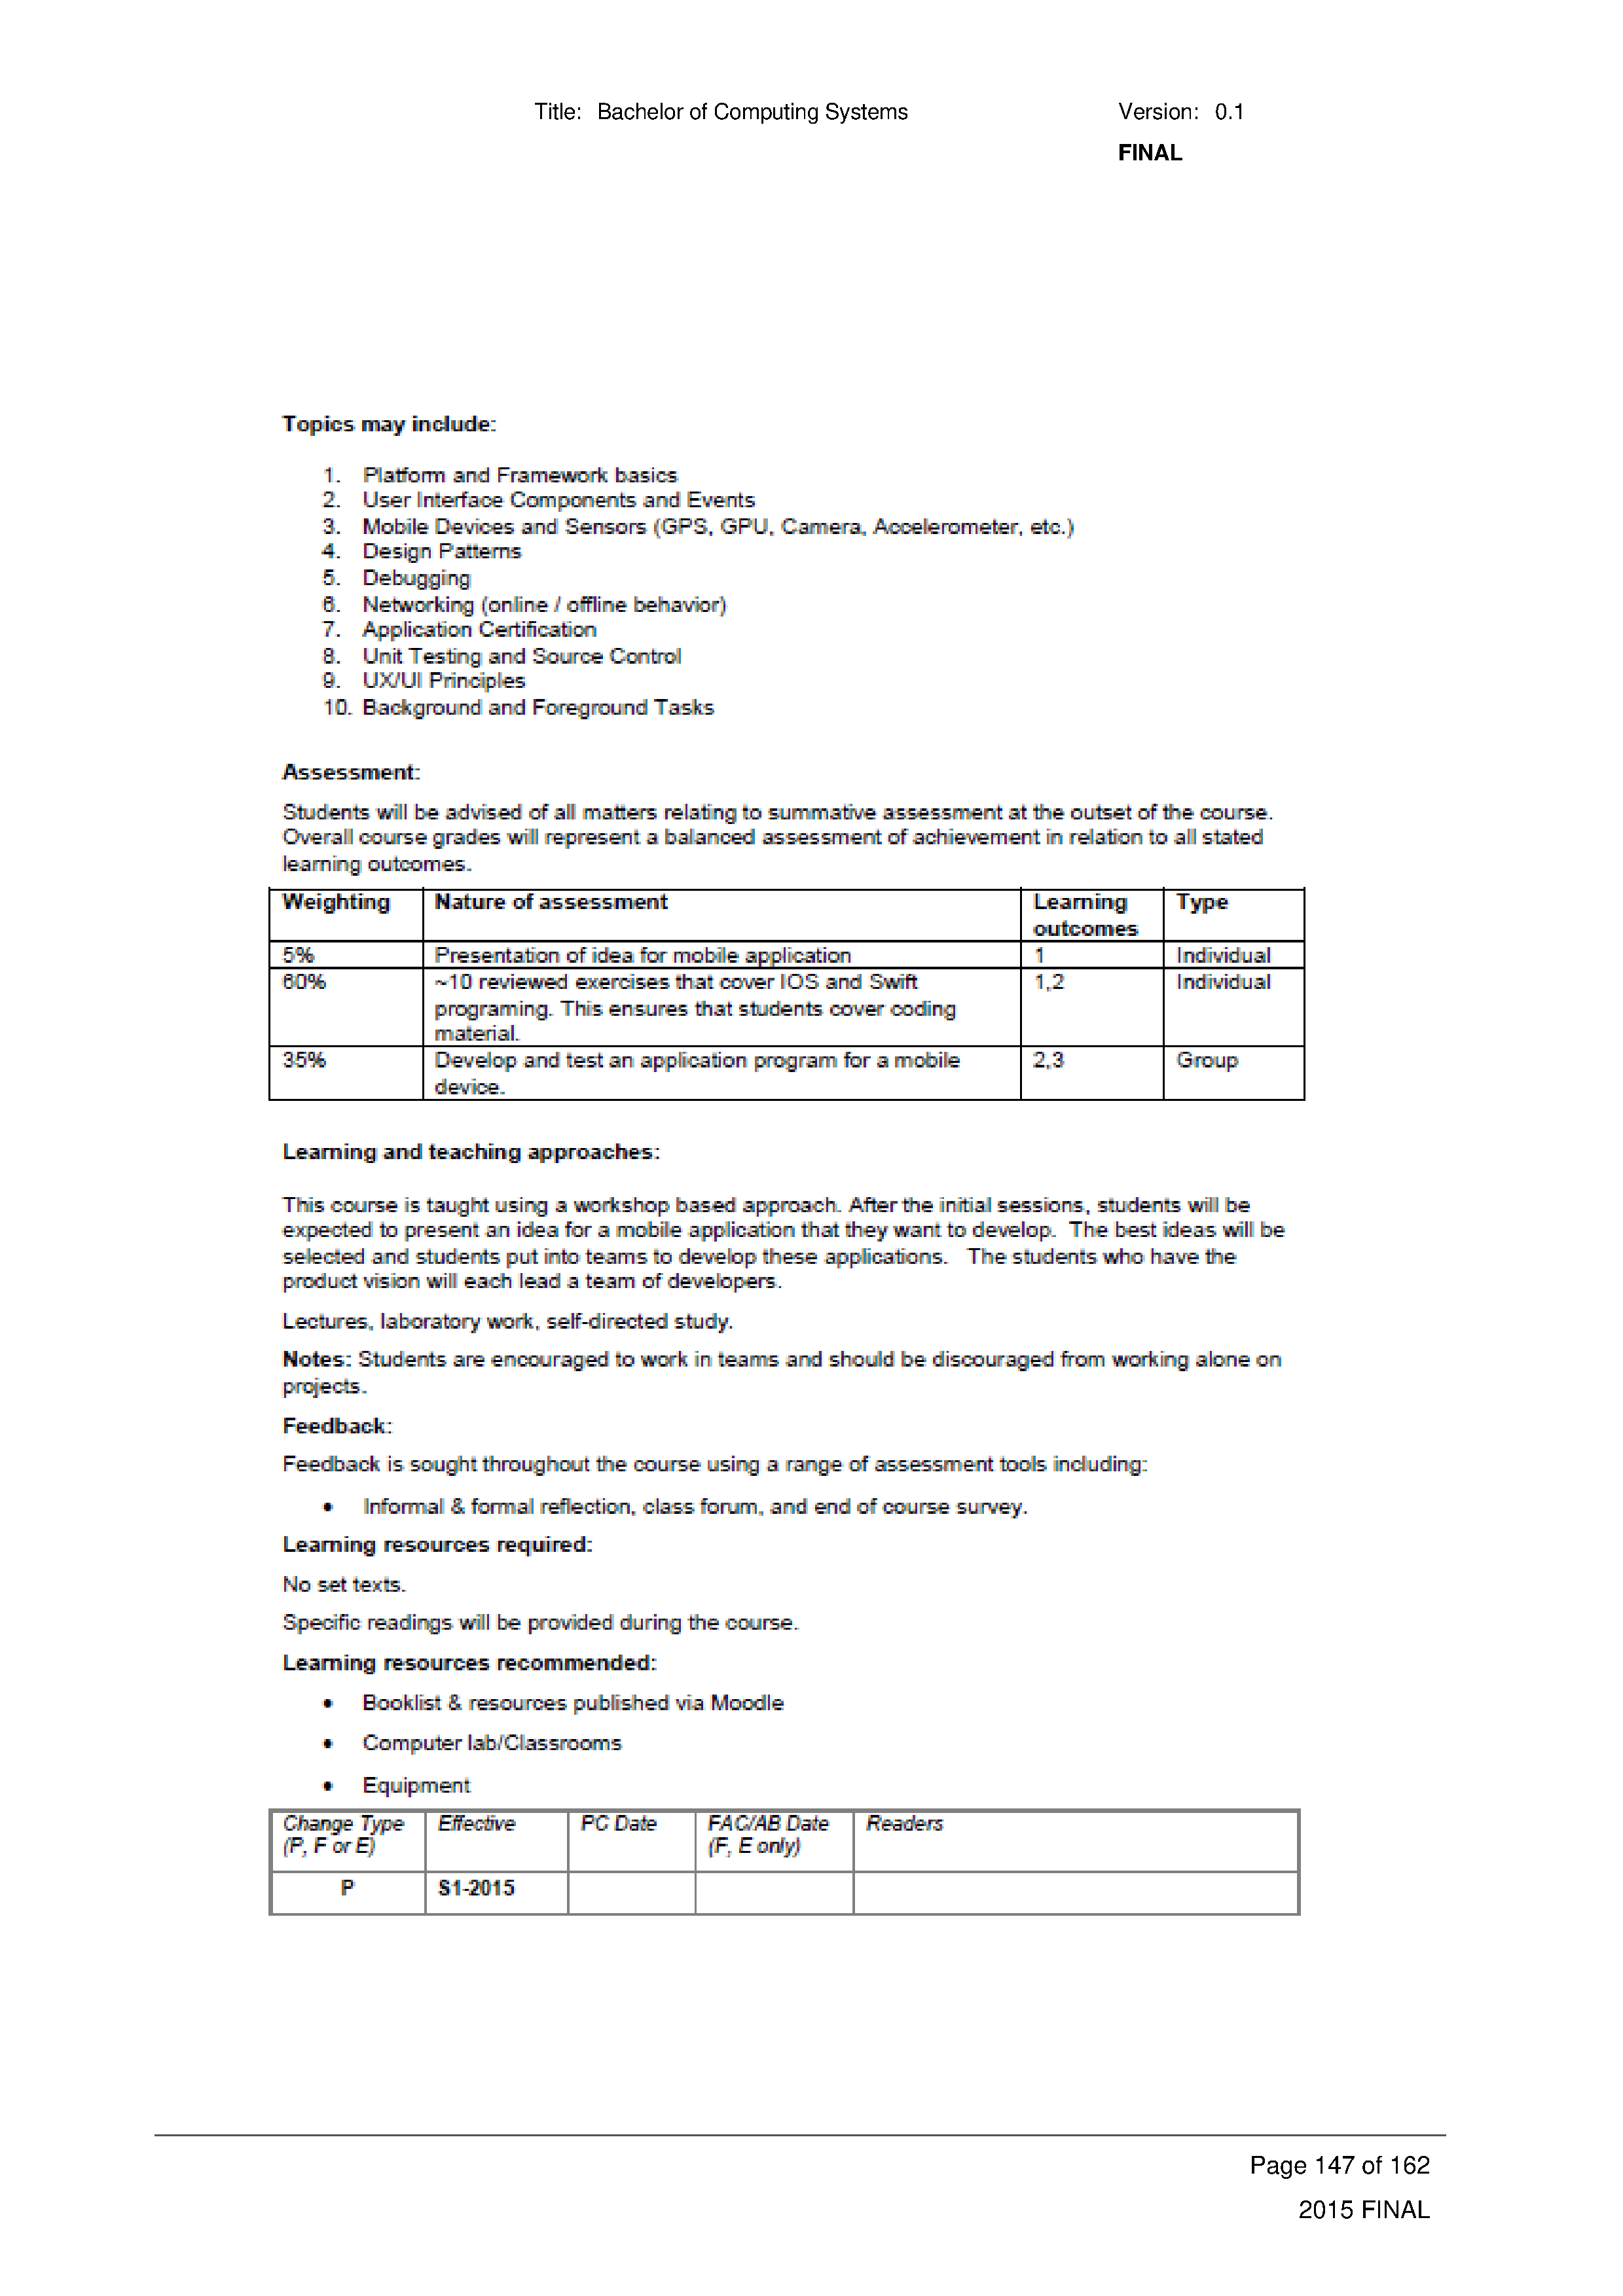 Title: Bachelor of Computing Systems Version: 0.1
FINAL
Topics may include:
1. Platform and Framework basics
2. User Interface Components and Events
3. Mobile Devices and Sensors (GPS, GPU, Camera, Accelerometer, etc.)
4. Design Patterns
5. Debugging
6. Networking (online / offline behavior)
7. Application Certification
8. Unit Testing and Source Control
9. UX/UI Principles
10. Background and Foreground Tasks
Assessment:
Students will be advised of all matters relating to summative assessment at the outset of the course.
Overall course grades will represent a balanced assessment of achievement in relation to all stated
learning outcomes.
Weighting Nature of assessment Learning outcomes Type
5% Presentation of idea for mobile application 1 Individual
60% ~10 reviewed exercises that cover IOS and Swift 1,2 Individual
programing. This ensures that students cover coding
material.
35% Develop and test an application program for a mobile 2,3 Group
device.
Learning and teaching approaches:
This course is taught using a workshop based approach. After the initial sessions, students will be
expected to present an idea for a mobile application that they want to develop. The best ideas will be
selected and students put into teams to develop these applications. The students who have the
product vision will each lead a team of developers.
Lectures, laboratory work, self-directed study.
Notes: Students are encouraged to work in teams and should be discouraged from working alone on
projects.
Feedback:
Feedback is sought throughout the course using a range of assessment tools including:
• Informal & formal reflection, class forum, and end of course survey.
Learning resources required:
No set texts.
Specific readings will be provided during the course.
Learning resources recommended:
• Booklist & resources published via Moodle
• Computer lab/Classrooms
• Equipment
Change Type Effective PC Date FAC/AB Date Readers
(P, F or E) (F, E only)
P S1-2015
Page 147 of 162
2015 FINAL